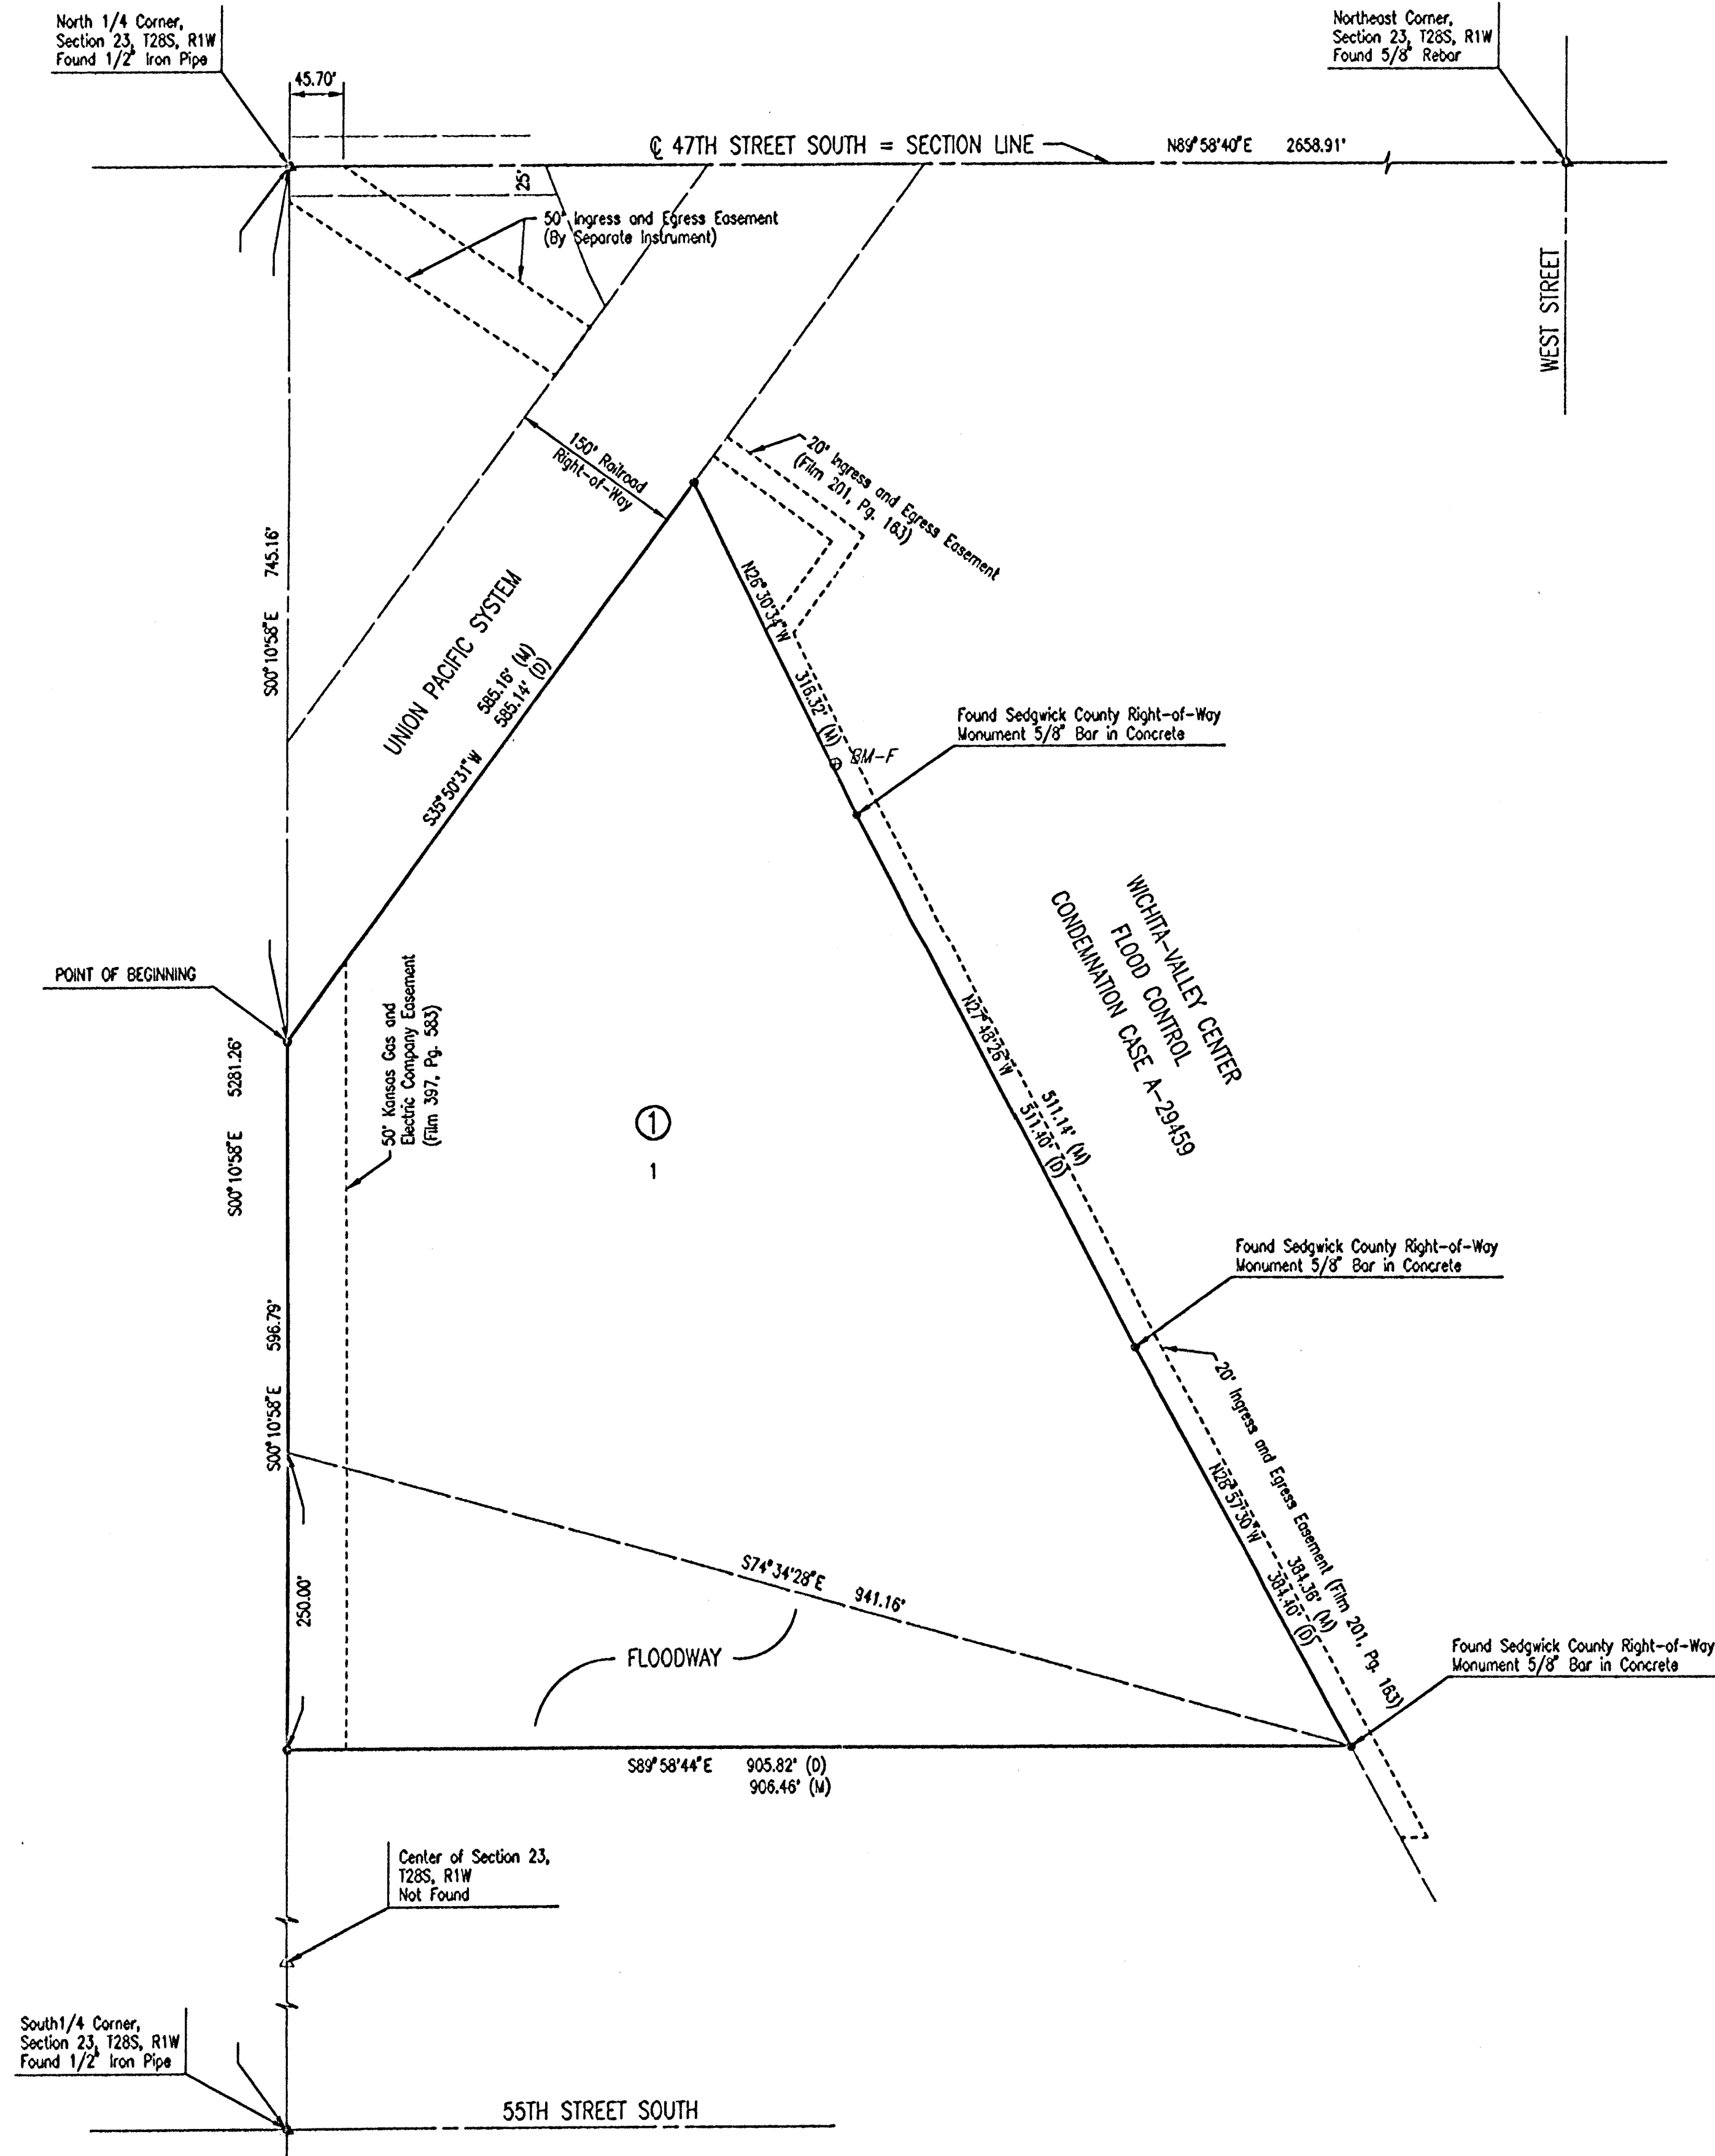 North 1/4 Corner,
Section 23, T28S, R1W
Found 1/2" Iron Pipe
Northeast Corner,
Section 23, T28S, R1W
Found 5/8" Rebar
45.70'
℄ 47TH STREET SOUTH = SECTION LINE
N89°58'40"E 2658.91'
25'
50' Ingress and Egress Easement
(By Separate Instrument)
WEST STREET
150' Railroad
Right-of-Way
20' Ingress and Egress Easement
(Film 201, Pg. 163)
S00°10'58"E 745.16'
UNION PACIFIC SYSTEM
585.16' (M)
585.14' (D)
S35°50'31"W
N26°30'34"W
316.32' (M)
BM-F
Found Sedgwick County Right-of-Way
Monument 5/8" Bar in Concrete
WICHITA-VALLEY CENTER
FLOOD CONTROL
CONDEMNATION CASE A-29459
POINT OF BEGINNING
50' Kansas Gas and
Electric Company Easement
(Film 397, Pg. 583)
S00°10'58"E 5281.26'
N27°48'26"W
511.14' (M)
511.40' (D)
1
1
Found Sedgwick County Right-of-Way
Monument 5/8" Bar in Concrete
S00°10'58"E 596.79'
20' Ingress and Egress Easement (Film 201, Pg. 163)
N28°57'30"W
384.36' (M)
384.40' (D)
250.00'
S74°34'28"E 941.16'
FLOODWAY
Found Sedgwick County Right-of-Way
Monument 5/8" Bar in Concrete
S89°58'44"E 905.82' (D)
906.46' (M)
Center of Section 23,
T28S, R1W
Not Found
South1/4 Corner,
Section 23, T28S, R1W
Found 1/2" Iron Pipe
55TH STREET SOUTH